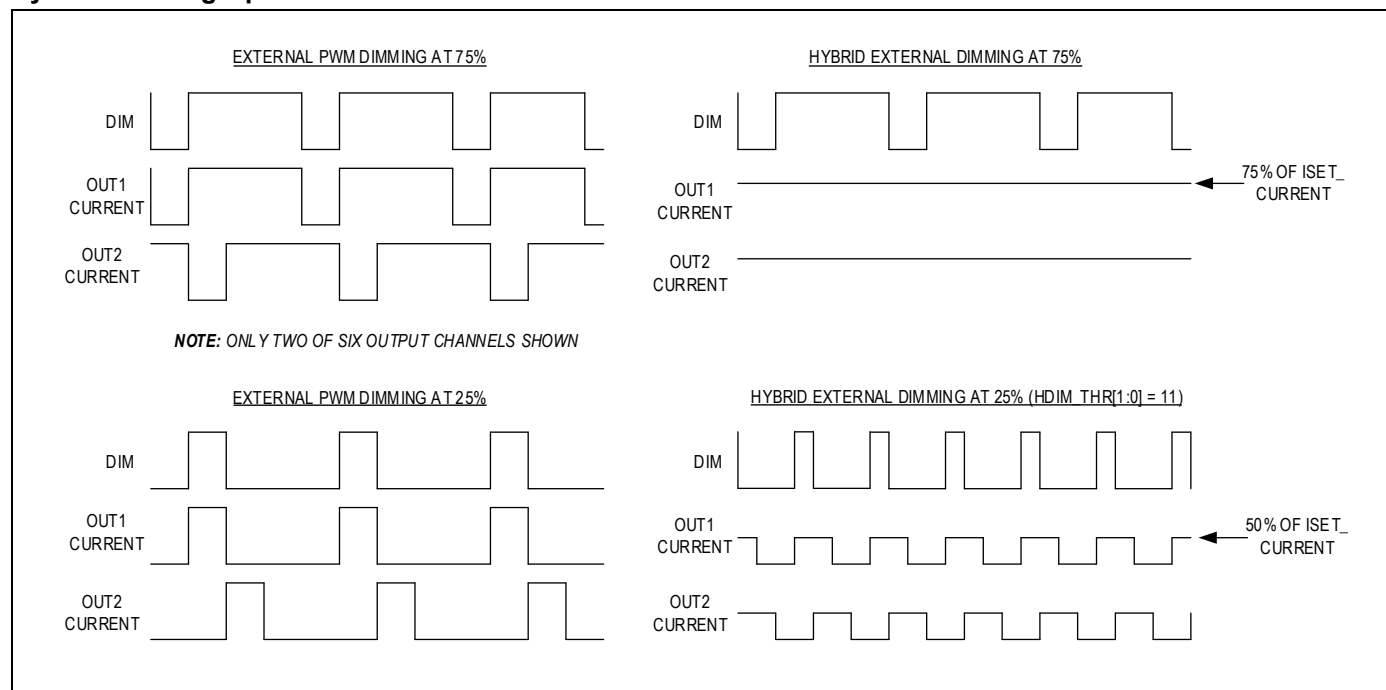 EXTERNAL PWM DIMMING AT 75%
DIM
OUT1
CURRENT
OUT2
CURRENT
NOTE: ONLY TWO OF SIX OUTPUT CHANNELS SHOWN
HYBRID EXTERNAL DIMMING AT 75%
DIM
OUT1
CURRENT
75% OF ISET_
CURRENT
OUT2
CURRENT
EXTERNAL PWM DIMMING AT 25%
DIM
OUT1
CURRENT
OUT2
CURRENT
HYBRID EXTERNAL DIMMING AT 25% (HDIM_THR[1:0] = 11)
DIM
OUT1
CURRENT
50% OF ISET_
CURRENT
OUT2
CURRENT